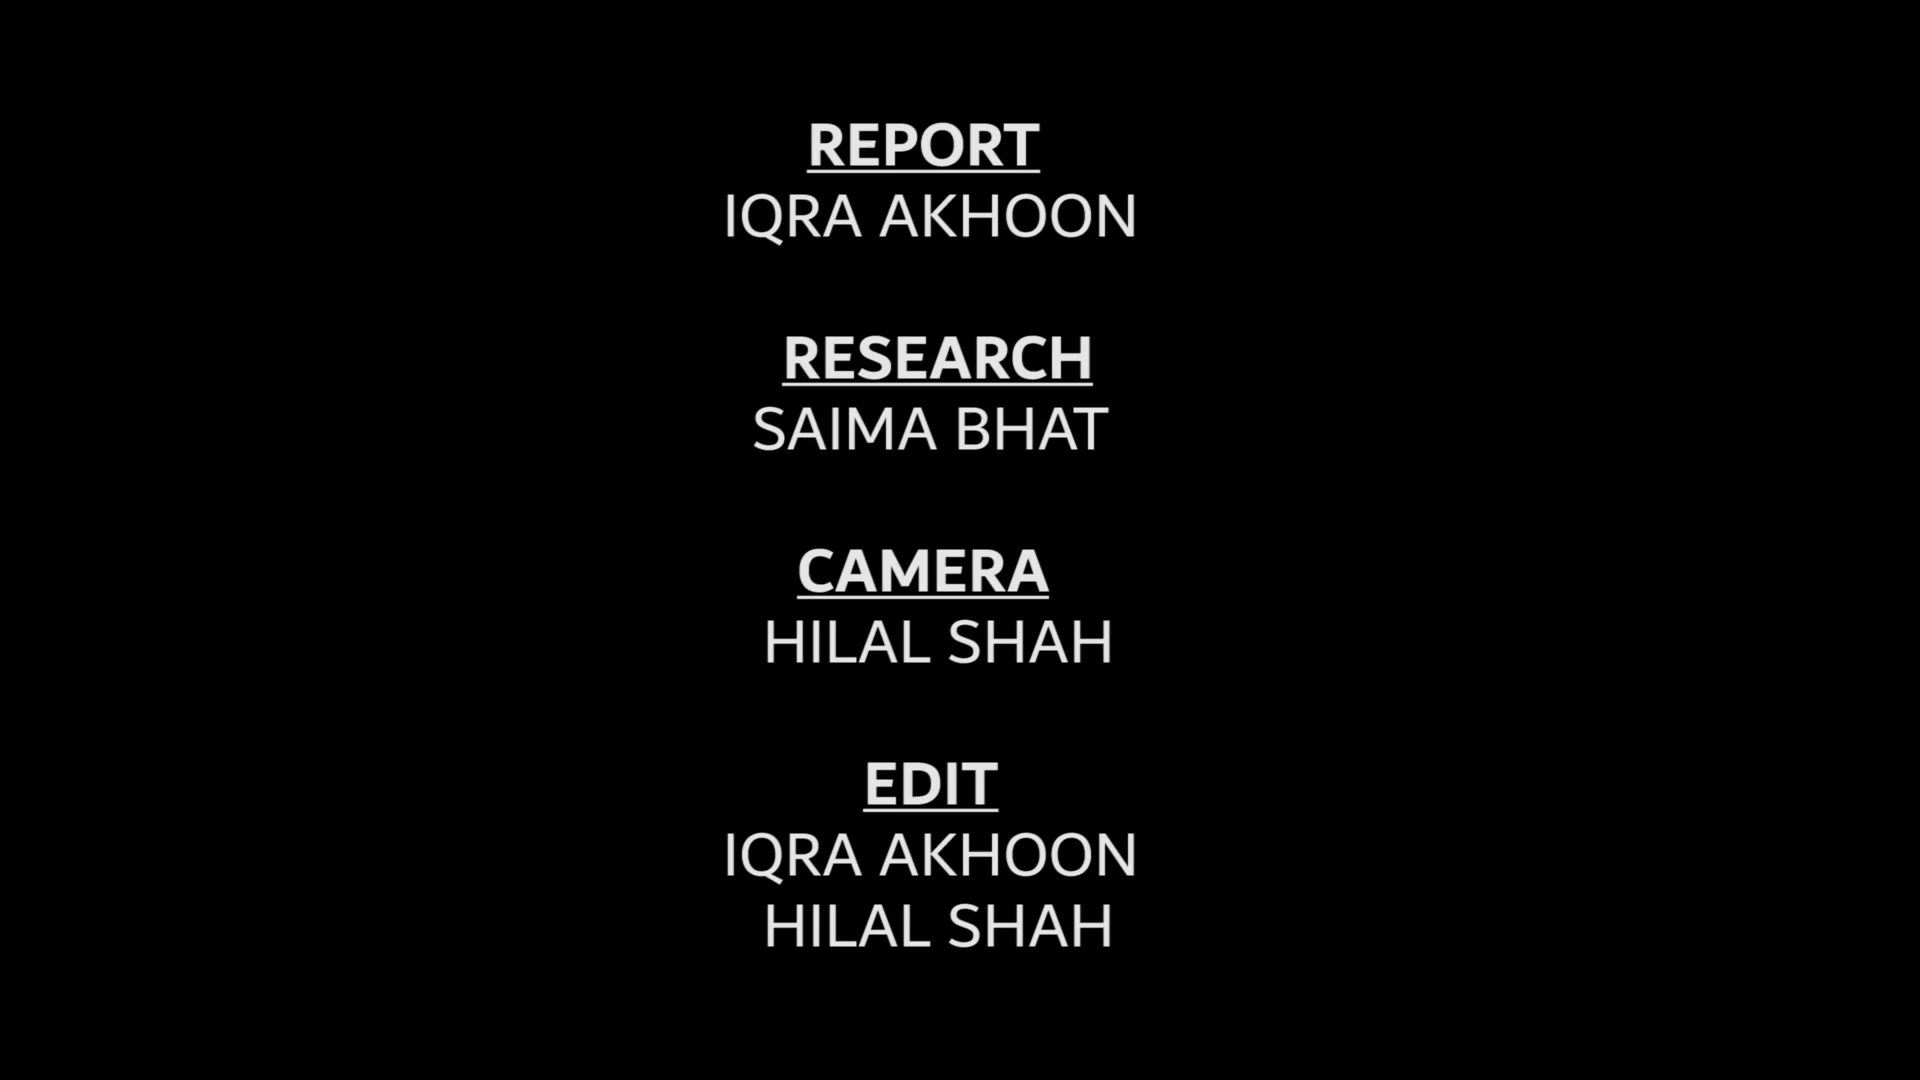 REPORT
IQRA AKHOON
RESEARCH
SAIMA BHAT
CAMERA
HILAL SHAH
EDIT
IQRA AKHOON
HILAL SHAH